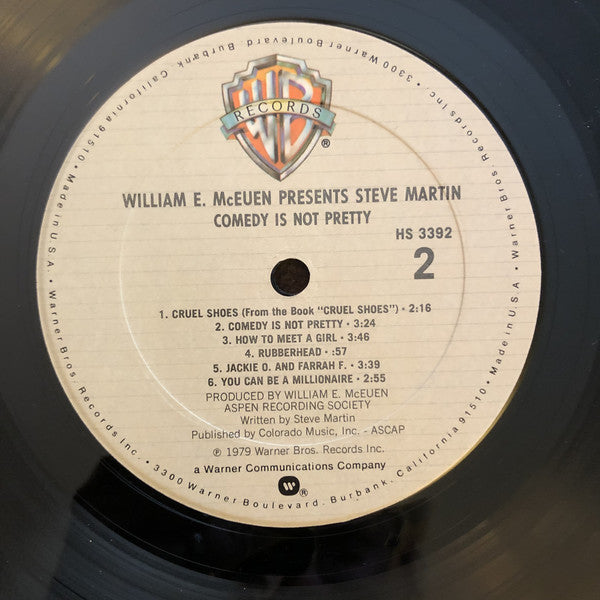 WB
RECORDS
®
WILLIAM E. McEUEN PRESENTS STEVE MARTIN
COMEDY IS NOT PRETTY
HS 3392
2
1. CRUEL SHOES (From the Book "CRUEL SHOES") • 2:16
2. COMEDY IS NOT PRETTY • 3:24
3. HOW TO MEET A GIRL • 3:46
4. RUBBERHEAD • :57
5. JACKIE O. AND FARRAH F. • 3:39
6. YOU CAN BE A MILLIONAIRE • 2:55
PRODUCED BY WILLIAM E. McEUEN
ASPEN RECORDING SOCIETY
Written by Steve Martin
Published by Colorado Music, Inc. - ASCAP
℗ 1979 Warner Bros. Records Inc.
a Warner Communications Company
®
Warner Bros. Records Inc. • 3300 Warner Boulevard, Burbank, California 91510 • Made in U.S.A. • Warner Bros. Records Inc. • 3300 Warner Boulevard, Burbank, California 91510 • Made in U.S.A. •